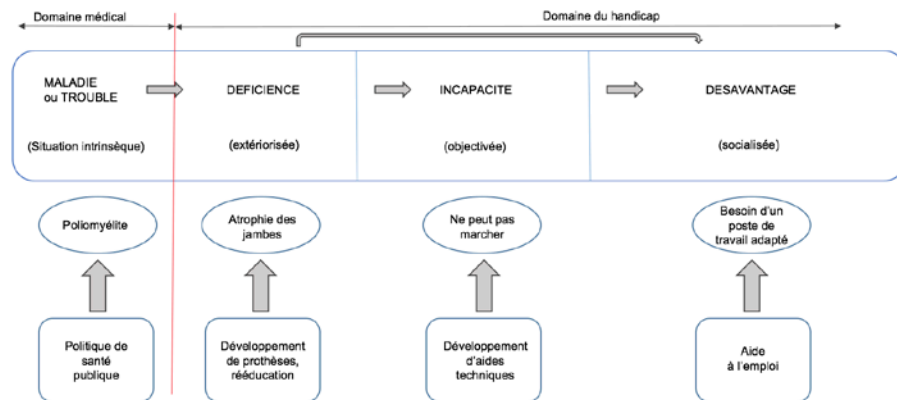 Domaine médical
Domaine du handicap
MALADIE
ou TROUBLE
DEFICIENCE
INCAPACITE
DESAVANTAGE
(Situation intrinsèque)
(extériorisée)
(objectivée)
(socialisée)
Poliomyélite
Atrophie des
jambes
Ne peut pas
marcher
Besoin d'un
poste de
travail adapté
Politique de
santé
publique
Développement
de prothèses,
rééducation
Développement
d'aides
techniques
Aide
à l'emploi